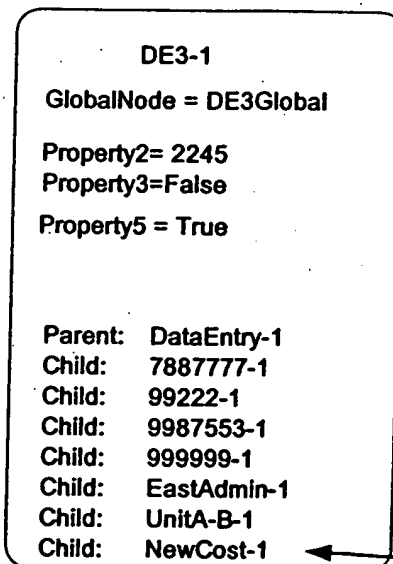 DE3-1
GlobalNode = DE3Global
Property2= 2245
Property3=False
Property5 = True
Parent: DataEntry-1
Child: 7887777-1
Child: 99222-1
Child: 9987553-1
Child: 999999-1
Child: EastAdmin-1
Child: UnitA-B-1
Child: NewCost-1